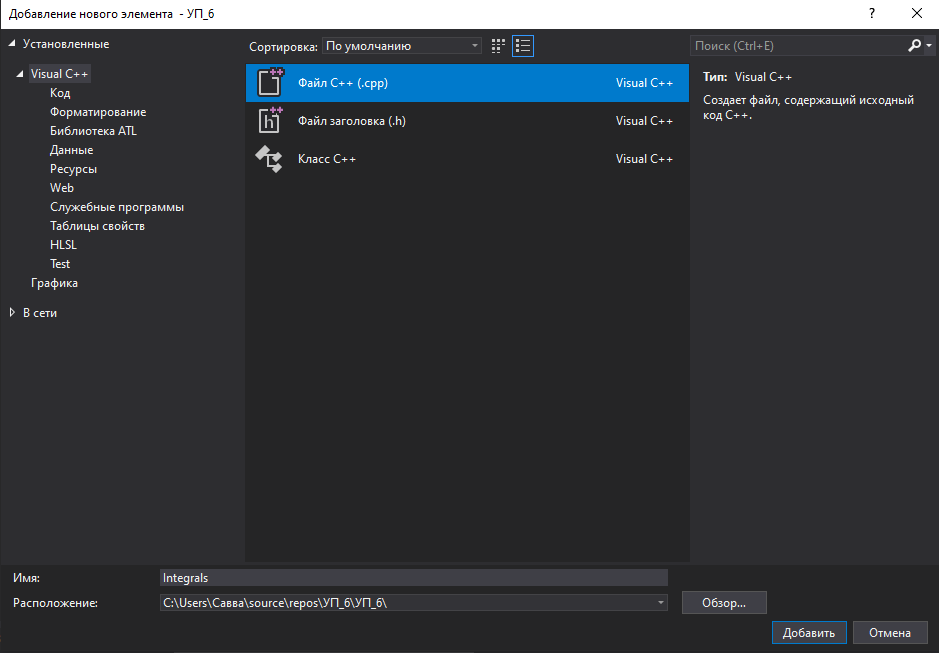 Добавление нового элемента - УП_6
?
Установленные
Visual C++
Код
Форматирование
Библиотека ATL
Данные
Ресурсы
Web
Служебные программы
Таблицы свойств
HLSL
Test
Графика
В сети
Сортировка: По умолчанию
Файл C++ (.cpp) Visual C++
Файл заголовка (.h) Visual C++
Класс C++ Visual C++
Поиск (Ctrl+E)
Тип: Visual C++
Создает файл, содержащий исходный
код C++.
Имя: Integrals
Расположение: C:\Users\Савва\source\repos\УП_6\УП_6\
Обзор...
Добавить Отмена